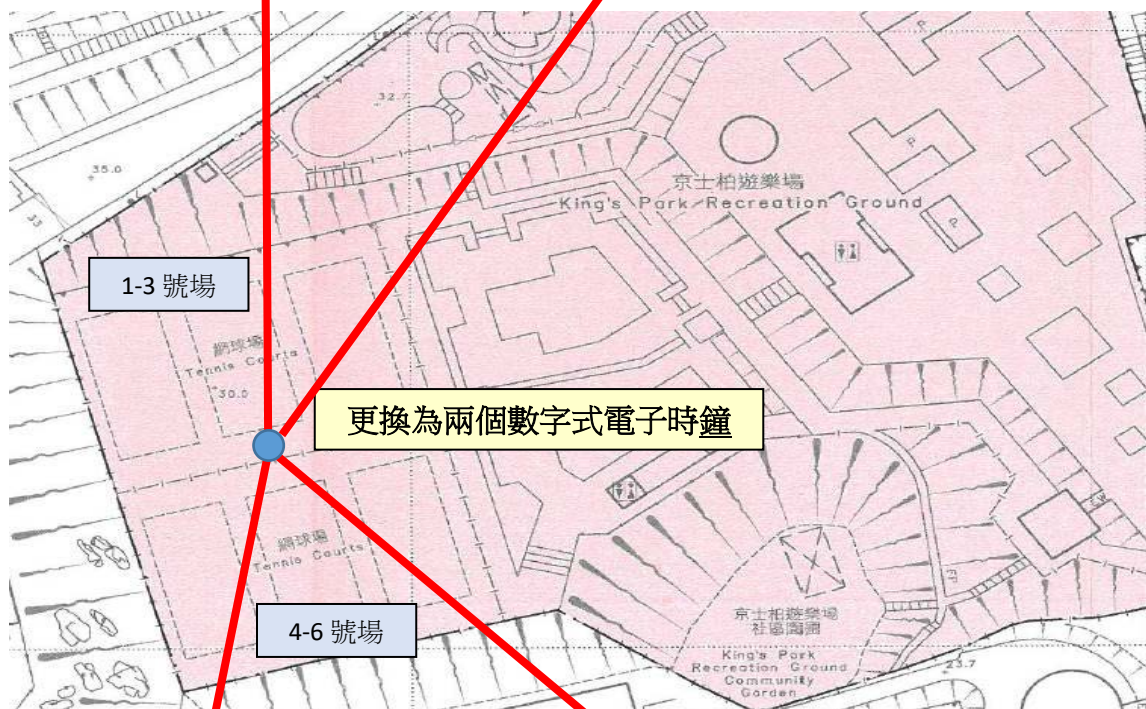 32.7
35.0
33
P
P
京士柏遊樂場
King's Park Recreation Ground
P
1-3 號場
網球場
Tennis Courts
30.0
更換為兩個數字式電子時鐘
網球場
Tennis Courts
4-6 號場
EW
FP
京士柏遊樂場
社區園圃
King's Park
Recreation Ground
Community
Garden
23.7